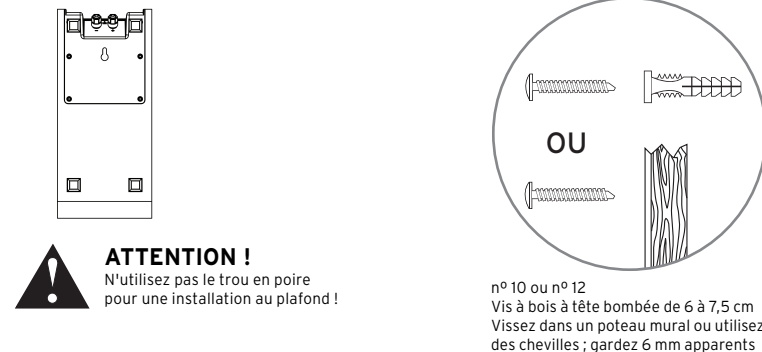 ATTENTION !
N'utilisez pas le trou en poire
pour une installation au plafond !
OU
nº 10 ou nº 12
Vis à bois à tête bombée de 6 à 7,5 cm
Vissez dans un poteau mural ou utilisez
des chevilles ; gardez 6 mm apparents